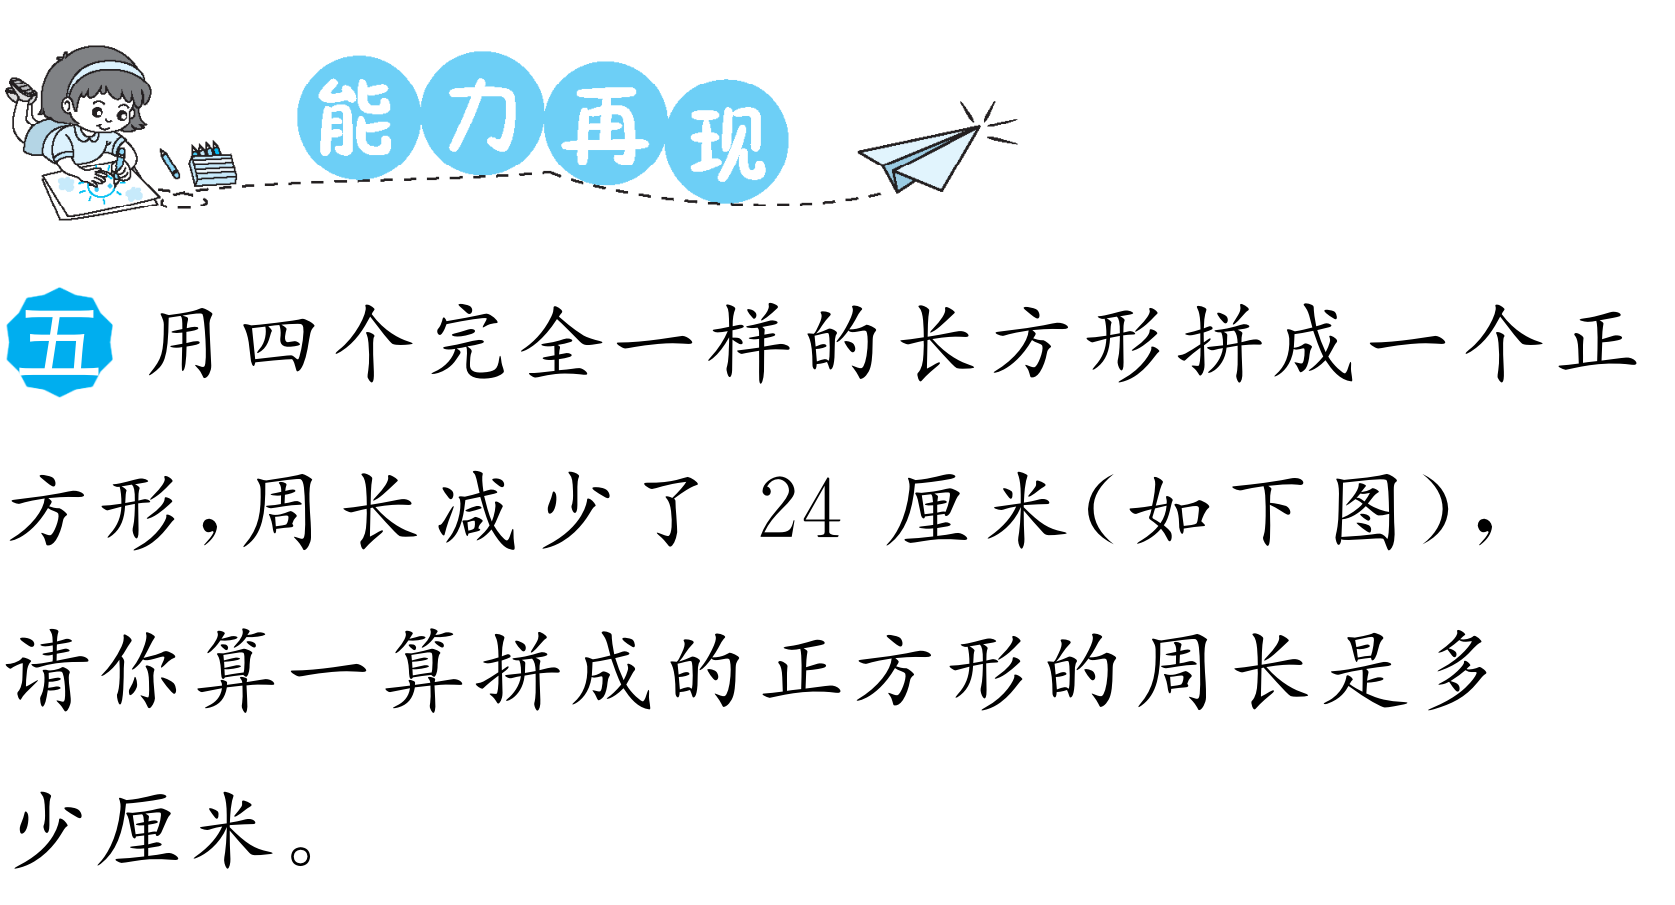 能力再现
五 用四个完全一样的长方形拼成一个正
方形,周长减少了 24 厘米(如下图),
请你算一算拼成的正方形的周长是多
少厘米。